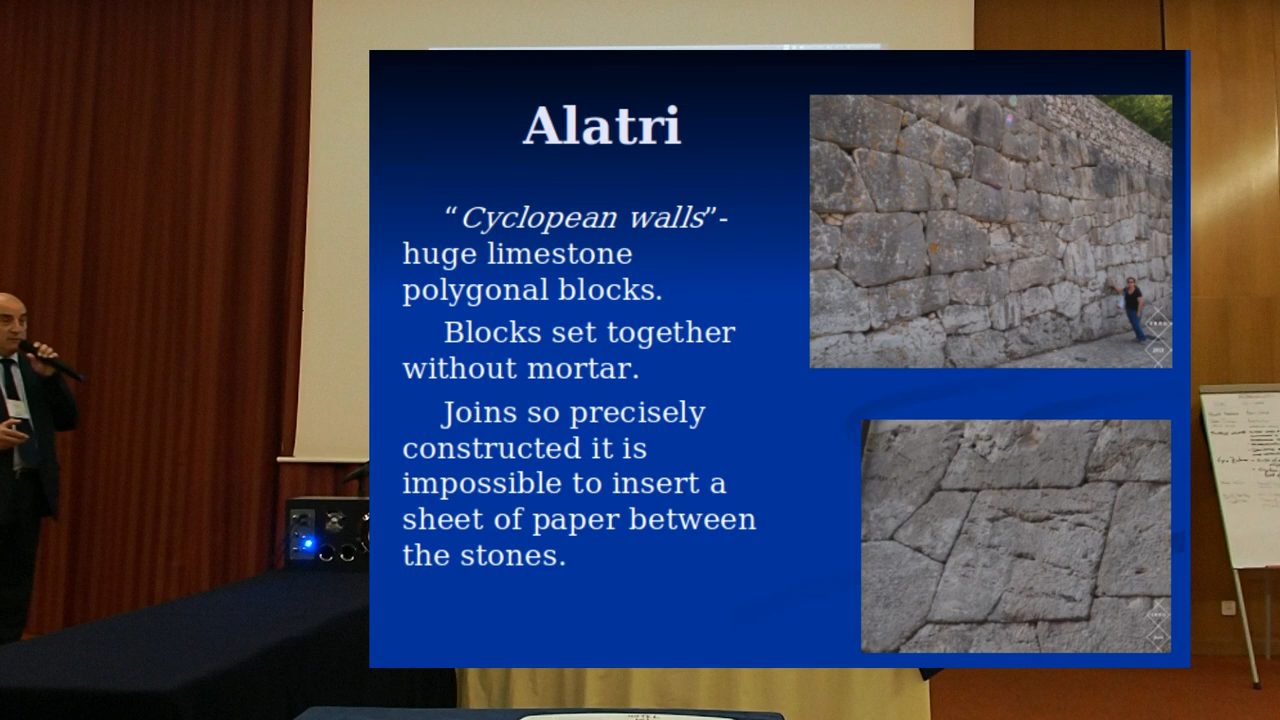 Alatri
“Cyclopean walls”-
huge limestone
polygonal blocks.
Blocks set together
without mortar.
Joins so precisely
constructed it is
impossible to insert a
sheet of paper between
the stones.